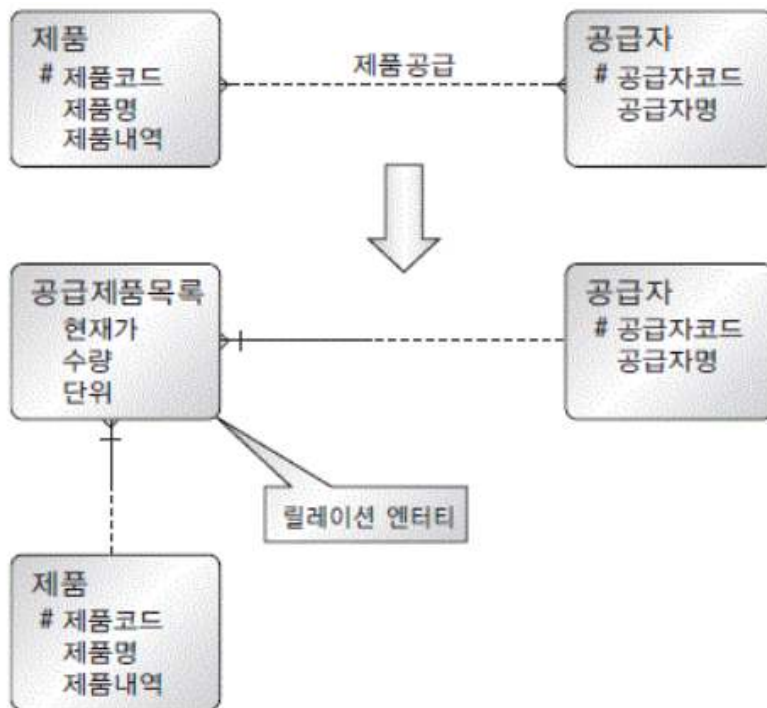 제품
# 제품코드
제품명
제품내역
제품공급
공급자
# 공급자코드
공급자명
공급제품목록
현재가
수량
단위
공급자
# 공급자코드
공급자명
릴레이션 엔터티
제품
# 제품코드
제품명
제품내역